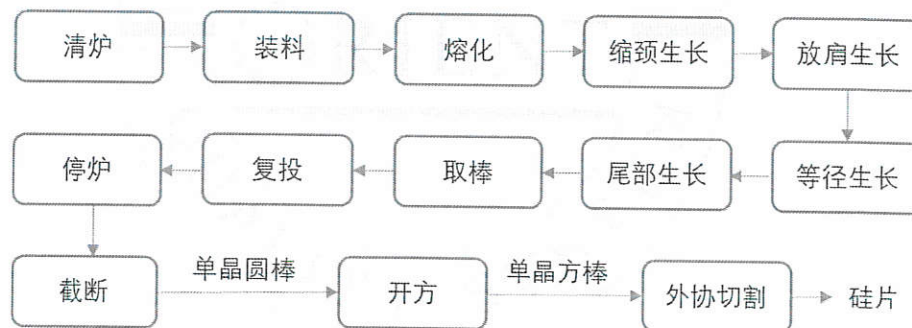 清炉
装料
熔化
缩颈生长
放肩生长
停炉
复投
取棒
尾部生长
等径生长
截断
单晶圆棒
开方
单晶方棒
外协切割
硅片